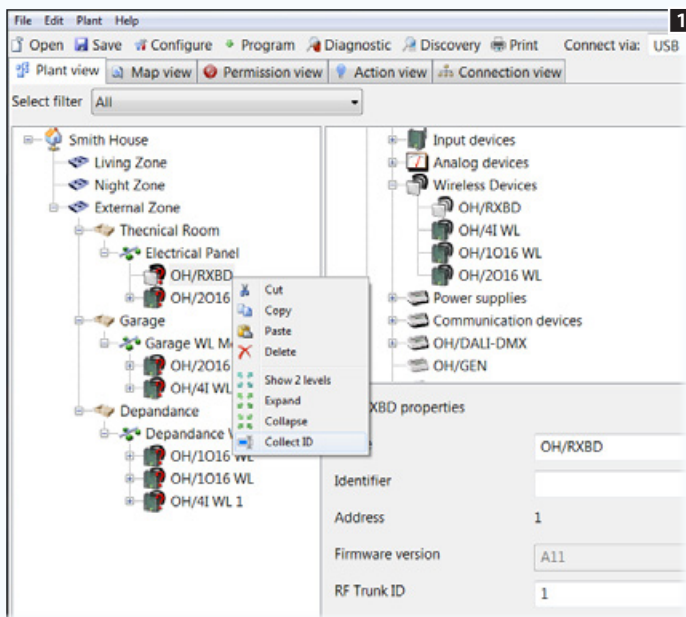 File Edit Plant Help
1
Open Save Configure Program Diagnostic Discovery Print Connect via: USB
Plant view Map view Permission view Action view Connection view
Select filter All
Smith House
Living Zone
Night Zone
External Zone
Thecnical Room
Electrical Panel
OH/RXBD
OH/2O16
Garage
Garage WL M
OH/2O16
OH/4I WL
Depandance
Depandance
OH/1O16 WL
OH/1O16 WL
OH/4I WL 1
Cut
Copy
Paste
Delete
Show 2 levels
Expand
Collapse
Collect ID
Input devices
Analog devices
Wireless Devices
OH/RXBD
OH/4I WL
OH/1O16 WL
OH/2O16 WL
Power supplies
Communication devices
OH/DALI-DMX
OH/GEN
XBD properties
OH/RXBD
Identifier
Address 1
Firmware version A11
RF Trunk ID 1